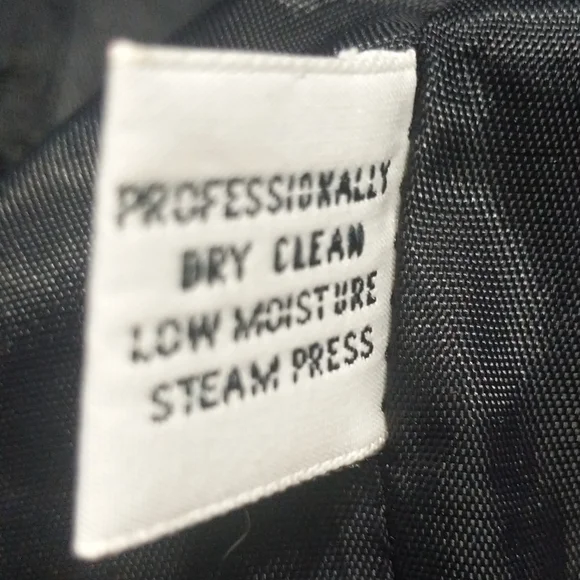 PROFESSIONALLY
DRY CLEAN
LOW MOISTURE
STEAM PRESS